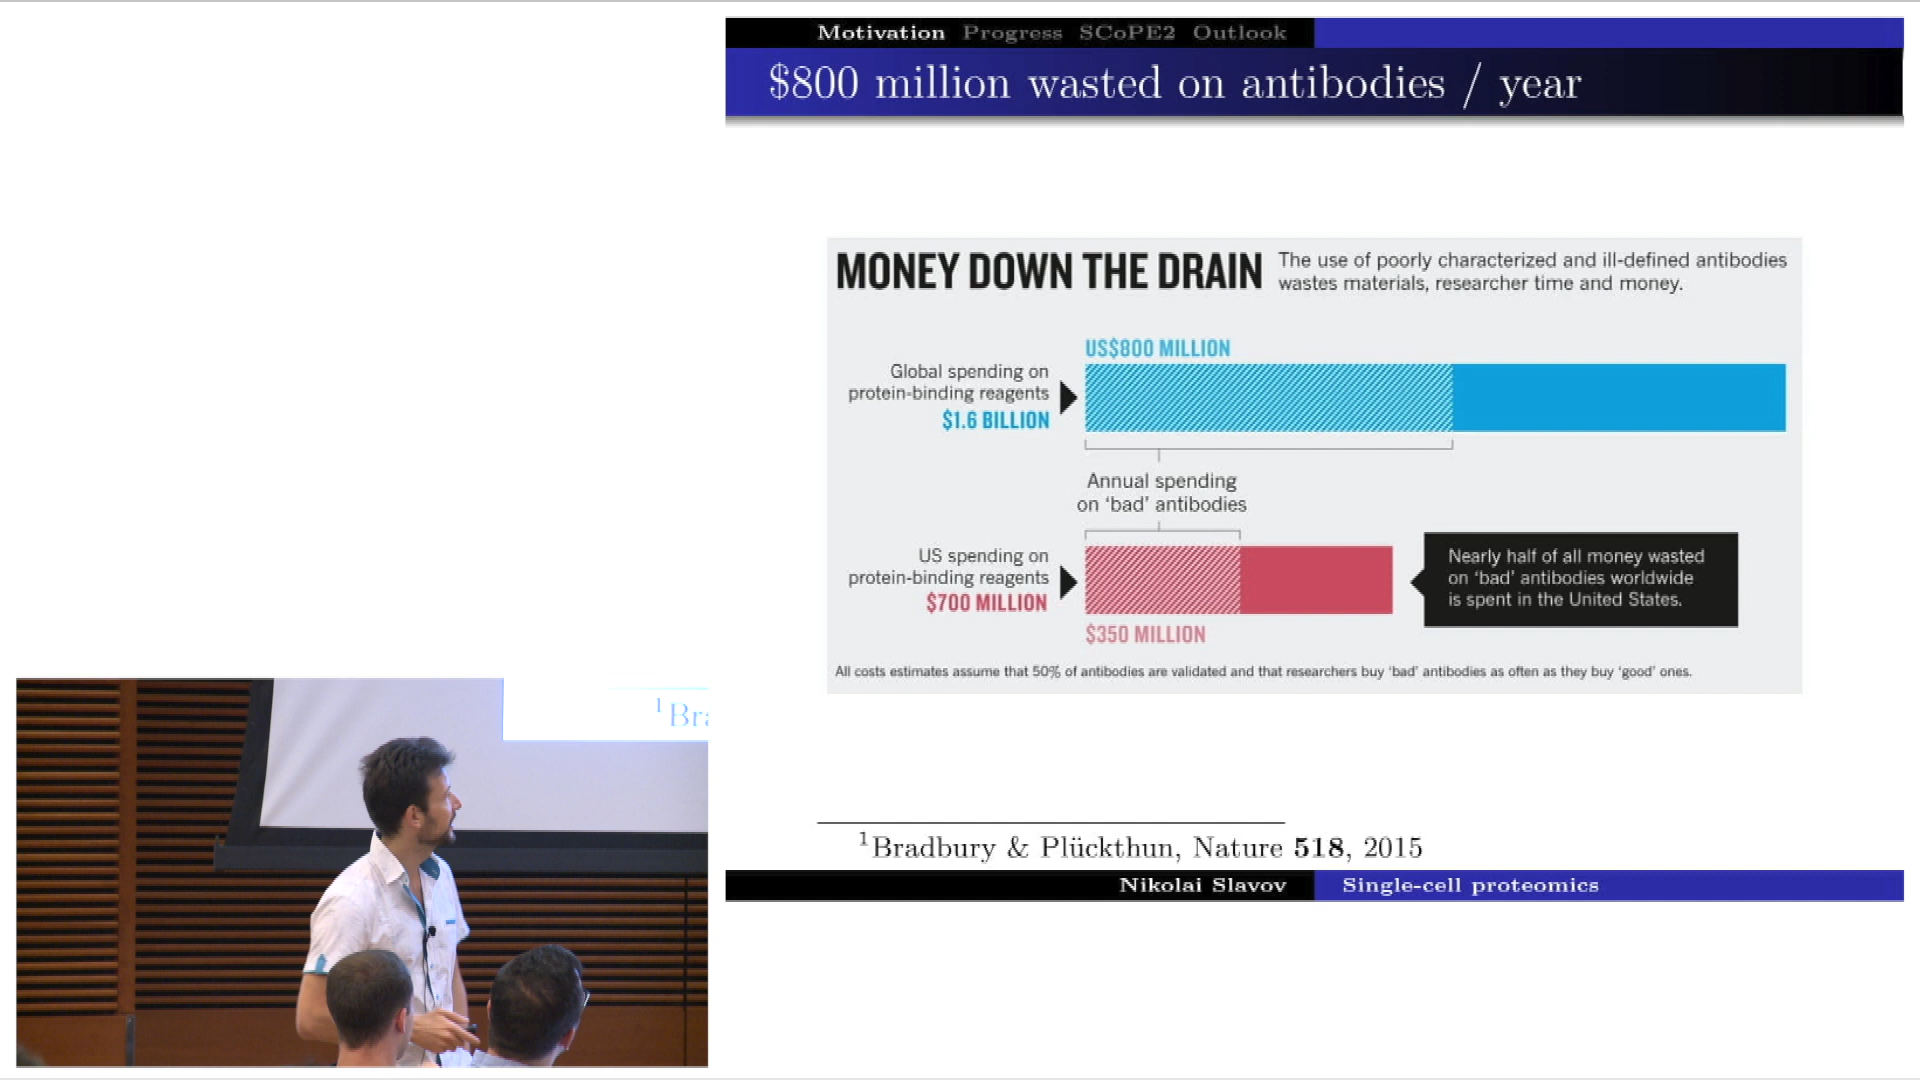 Motivation Progress SCoPE2 Outlook
$800 million wasted on antibodies / year
MONEY DOWN THE DRAIN
The use of poorly characterized and ill-defined antibodies
wastes materials, researcher time and money.
US$800 MILLION
Global spending on
protein-binding reagents
$1.6 BILLION
Annual spending
on ‘bad’ antibodies
US spending on
protein-binding reagents
$700 MILLION
Nearly half of all money wasted
on ‘bad’ antibodies worldwide
is spent in the United States.
$350 MILLION
All costs estimates assume that 50% of antibodies are validated and that researchers buy ‘bad’ antibodies as often as they buy ‘good’ ones.
¹Bradbury & Plückthun, Nature 518, 2015
Nikolai Slavov Single-cell proteomics
¹Bra